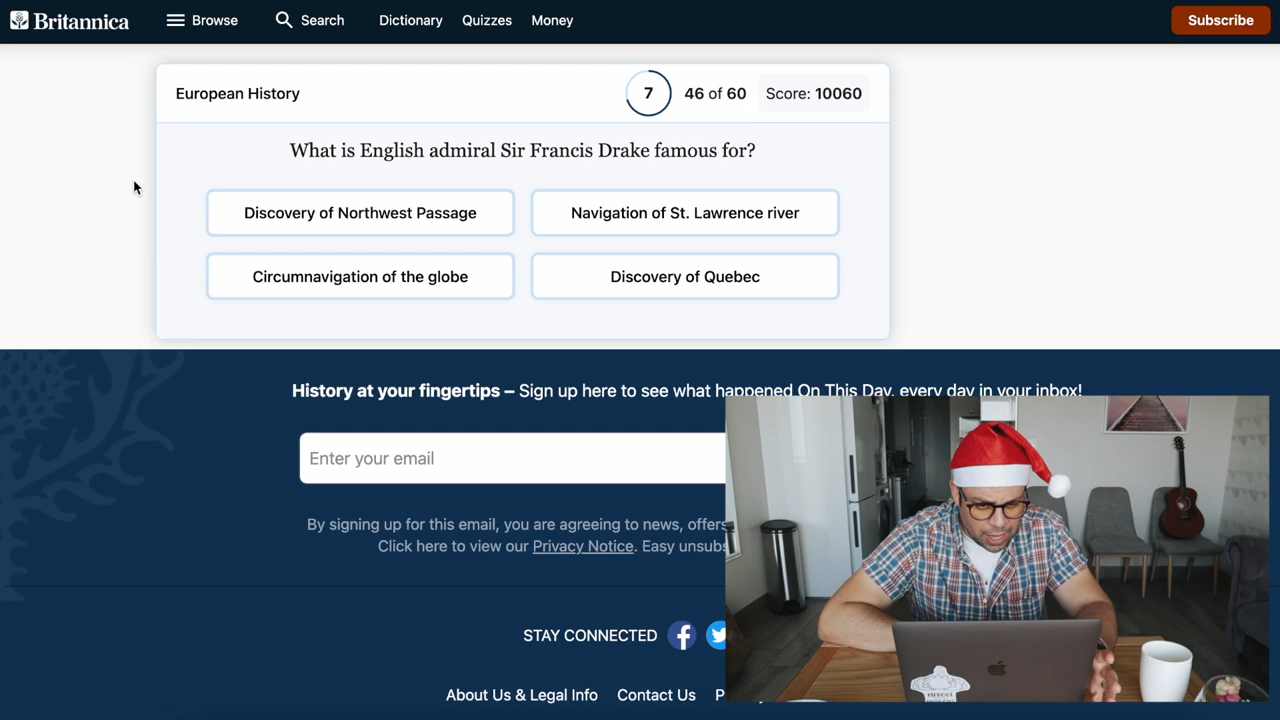 Britannica
Browse
Search
Dictionary
Quizzes
Money
Subscribe
European History
7
46 of 60
Score: 10060
What is English admiral Sir Francis Drake famous for?
Discovery of Northwest Passage
Navigation of St. Lawrence river
Circumnavigation of the globe
Discovery of Quebec
History at your fingertips – Sign up here to see what happened On This Day, every day in your inbox!
Enter your email
By signing up for this email, you are agreeing to news, offers
Click here to view our Privacy Notice. Easy unsubs
STAY CONNECTED
About Us & Legal Info
Contact Us